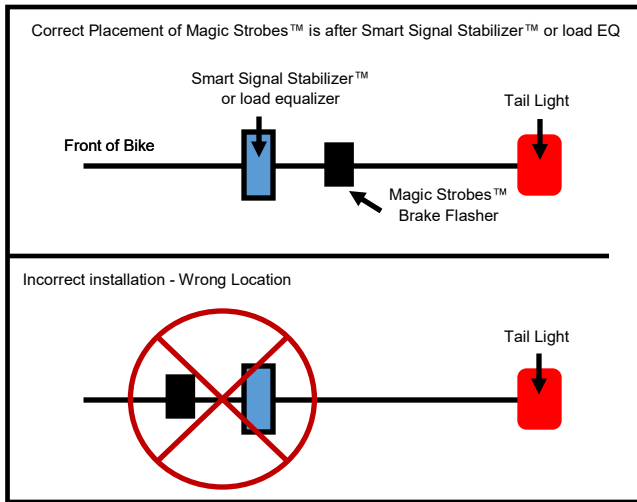 Correct Placement of Magic Strobes™ is after Smart Signal Stabilizer™ or load EQ
Smart Signal Stabilizer™
or load equalizer
Tail Light
Front of Bike
Magic Strobes™
Brake Flasher
Incorrect installation - Wrong Location
Tail Light